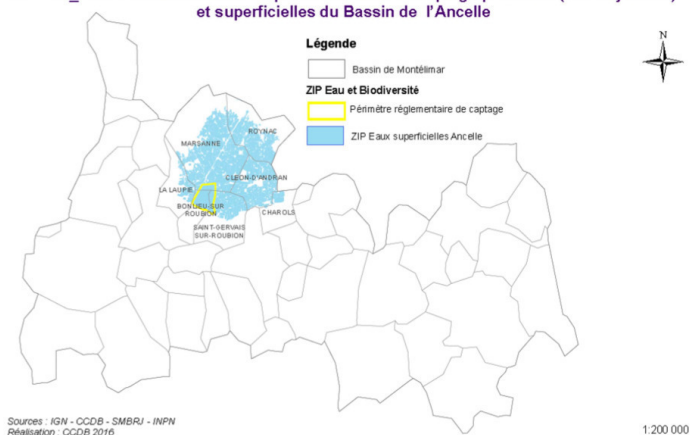 et superficielles du Bassin de l'Ancelle
N
Légende
Bassin de Montélimar
ZIP Eau et Biodiversité
Périmètre règlementaire de captage
ZIP Eaux superficielles Ancelle
ROYNAC
MARSANNE
CLEON-D'ANDRAN
LA LAUPIE
BONLIEU-SUR
ROUBION
CHAROLS
SAINT-GERVAIS
SUR-ROUBION
Sources : IGN - CCDB - SMBRJ - INPN
Réalisation : CCDB 2016
1:200 000